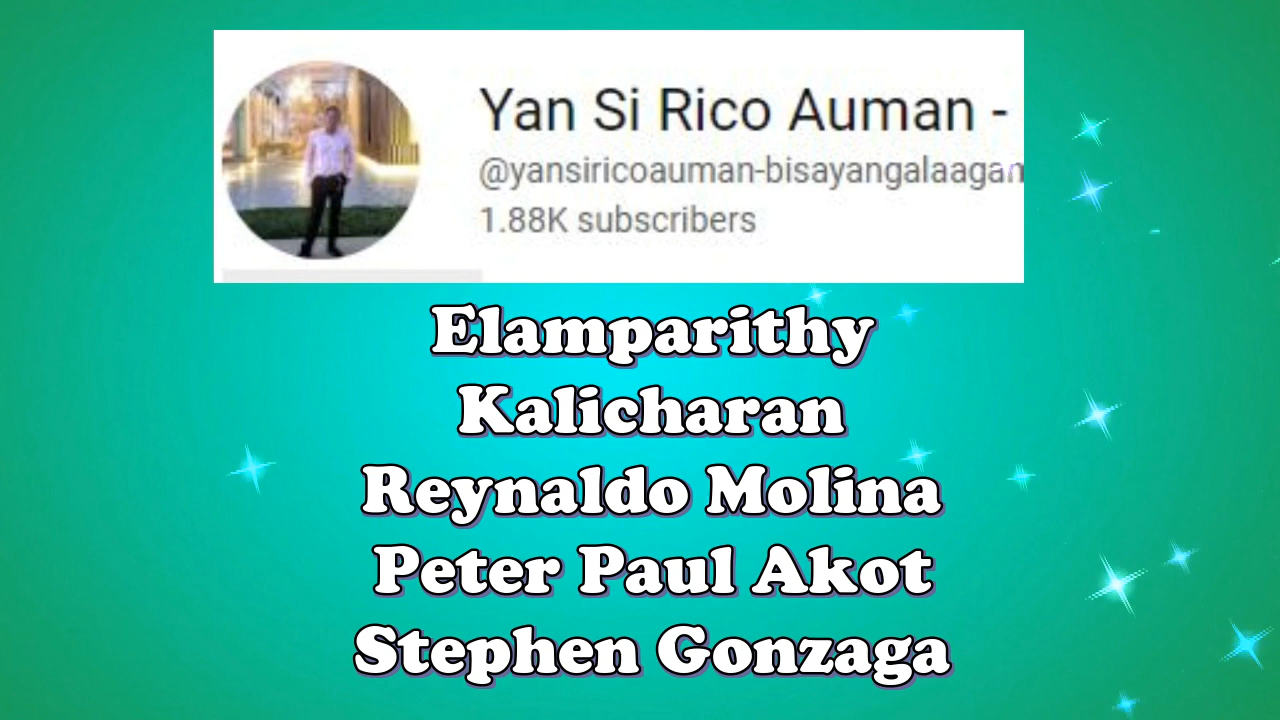 Yan Si Rico Auman -
@yansiricoauman-bisayangalaagan
1.88K subscribers
Elamparithy
Kalicharan
Reynaldo Molina
Peter Paul Akot
Stephen Gonzaga